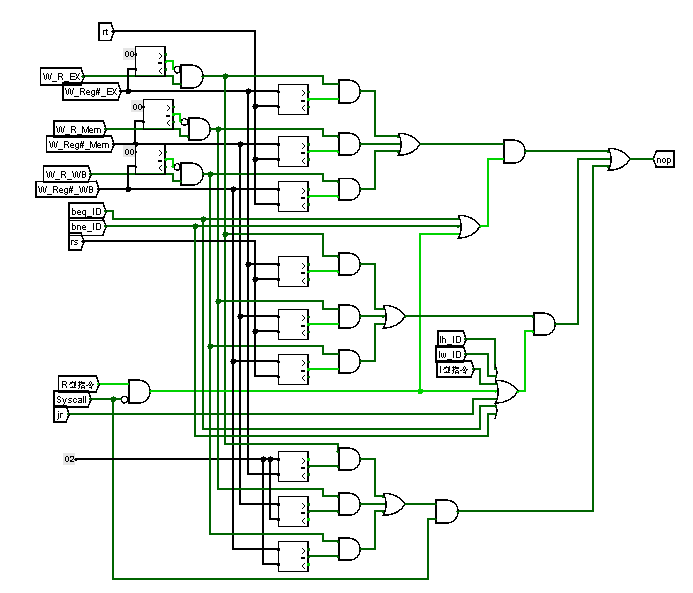 rt
00
W_R_EX
W_Reg#_EX
00
W_R_Mem
W_Reg#_Mem
00
W_R_WB
W_Reg#_WB
nop
beq_ID
bne_ID
rs
lh_ID
lw_ID
I型指令
R型指令
Syscall
jr
02